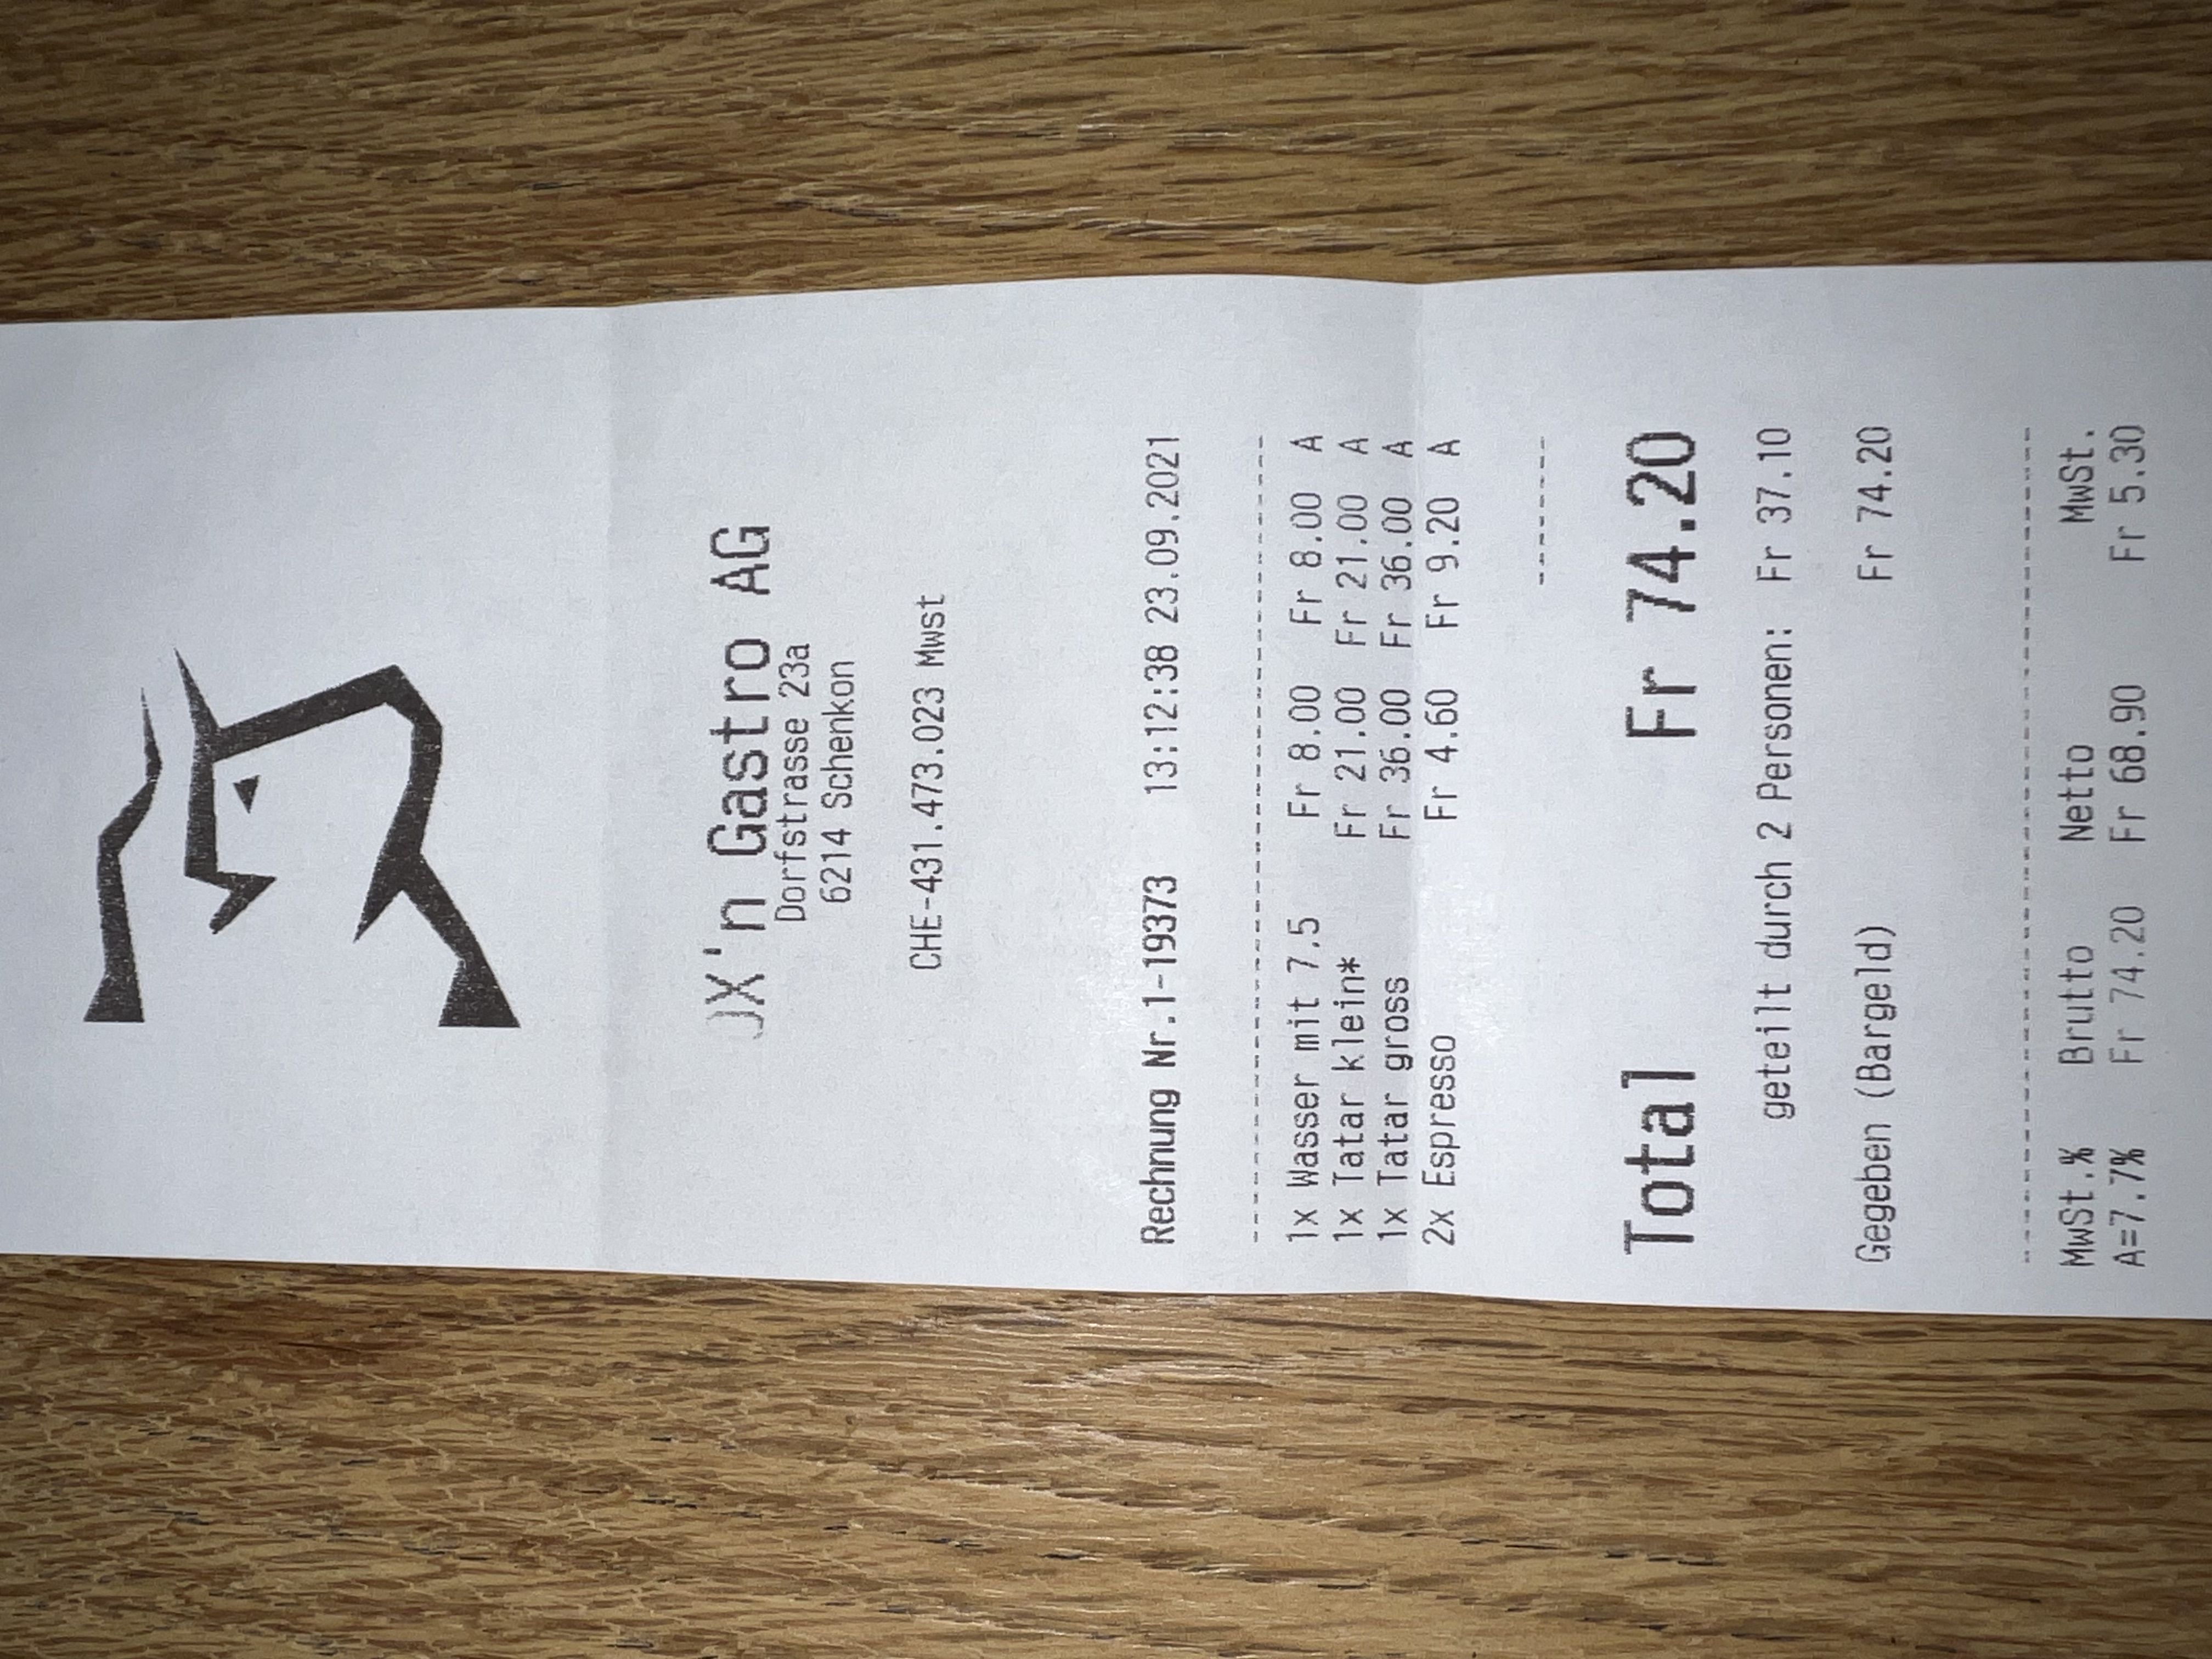 OX'n Gastro AG
Dorfstrasse 23a
6214 Schenkon
CHE-431.473.023 Mwst
Rechnung Nr.1-19373 13:12:38 23.09.2021
1x Wasser mit 7.5 Fr 8.00 Fr 8.00 A
1x Tatar klein* Fr 21.00 Fr 21.00 A
1x Tatar gross Fr 36.00 Fr 36.00 A
2x Espresso Fr 4.60 Fr 9.20 A
Total Fr 74.20
geteilt durch 2 Personen: Fr 37.10
Gegeben (Bargeld) Fr 74.20
MwSt.% Brutto Netto MwSt.
A=7.7% Fr 74.20 Fr 68.90 Fr 5.30